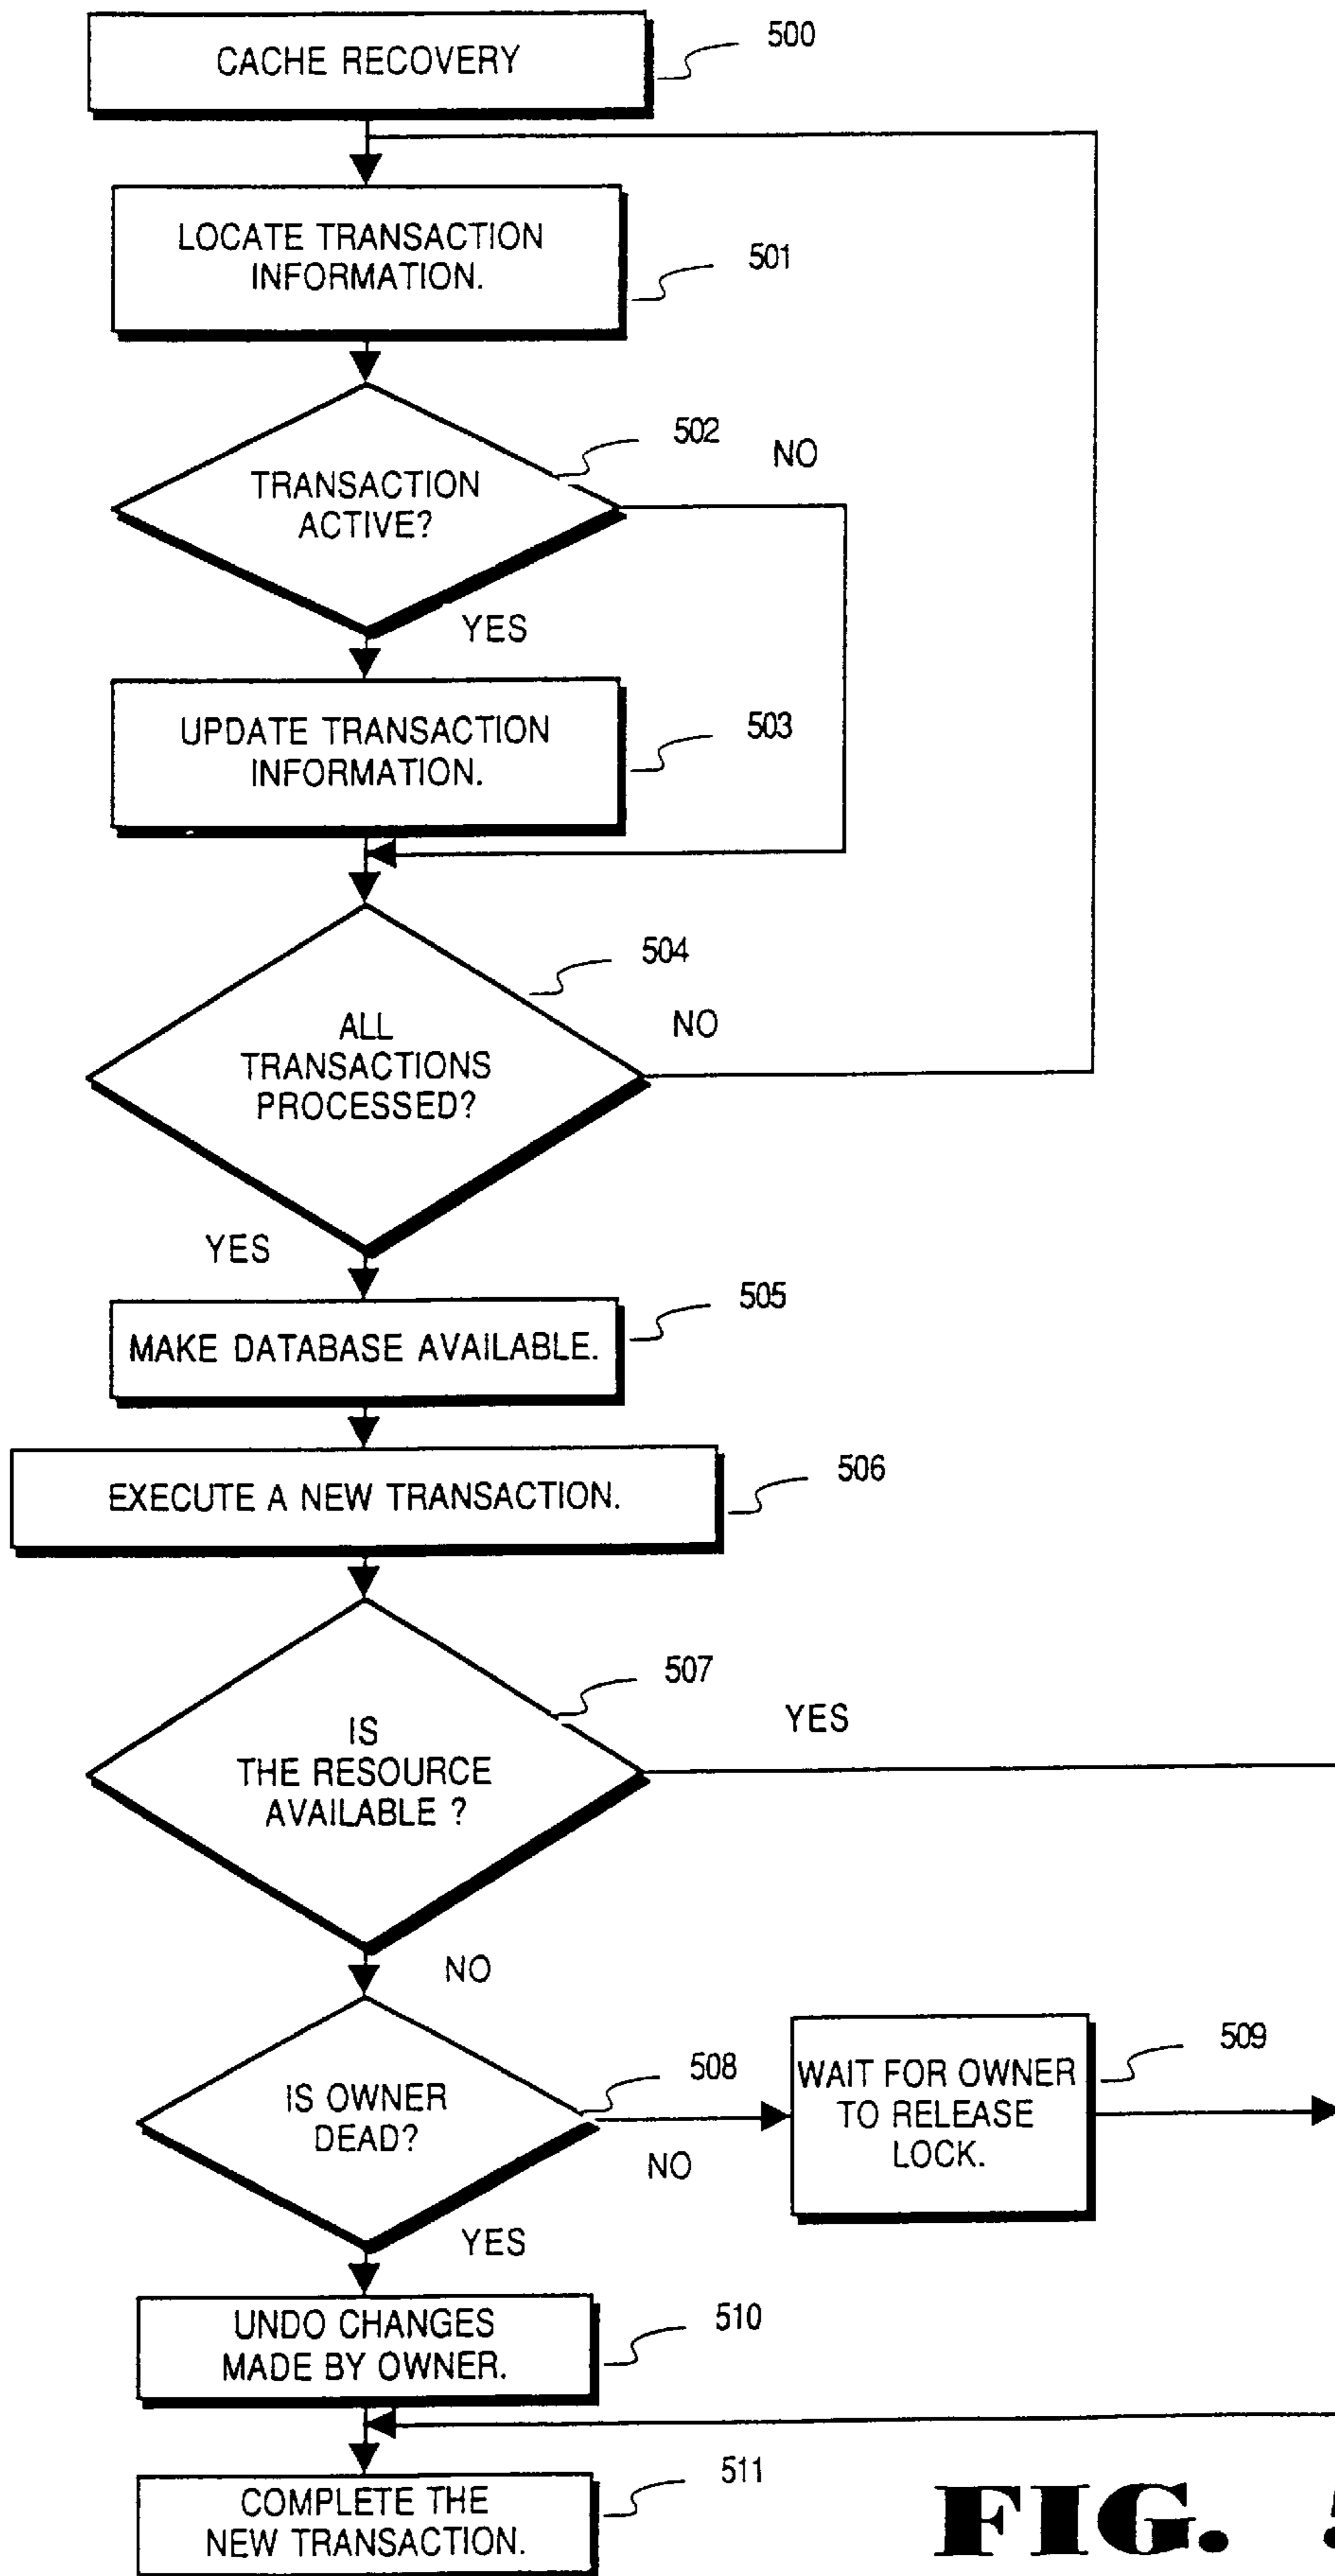 CACHE RECOVERY
500
LOCATE TRANSACTION
INFORMATION.
501
502
NO
TRANSACTION
ACTIVE?
YES
UPDATE TRANSACTION
INFORMATION.
503
504
NO
ALL
TRANSACTIONS
PROCESSED?
YES
505
MAKE DATABASE AVAILABLE.
506
EXECUTE A NEW TRANSACTION.
507
YES
IS
THE RESOURCE
AVAILABLE ?
NO
508
IS OWNER
DEAD?
NO
509
WAIT FOR OWNER
TO RELEASE
LOCK.
YES
UNDO CHANGES
MADE BY OWNER.
510
511
COMPLETE THE
NEW TRANSACTION.
FIG.